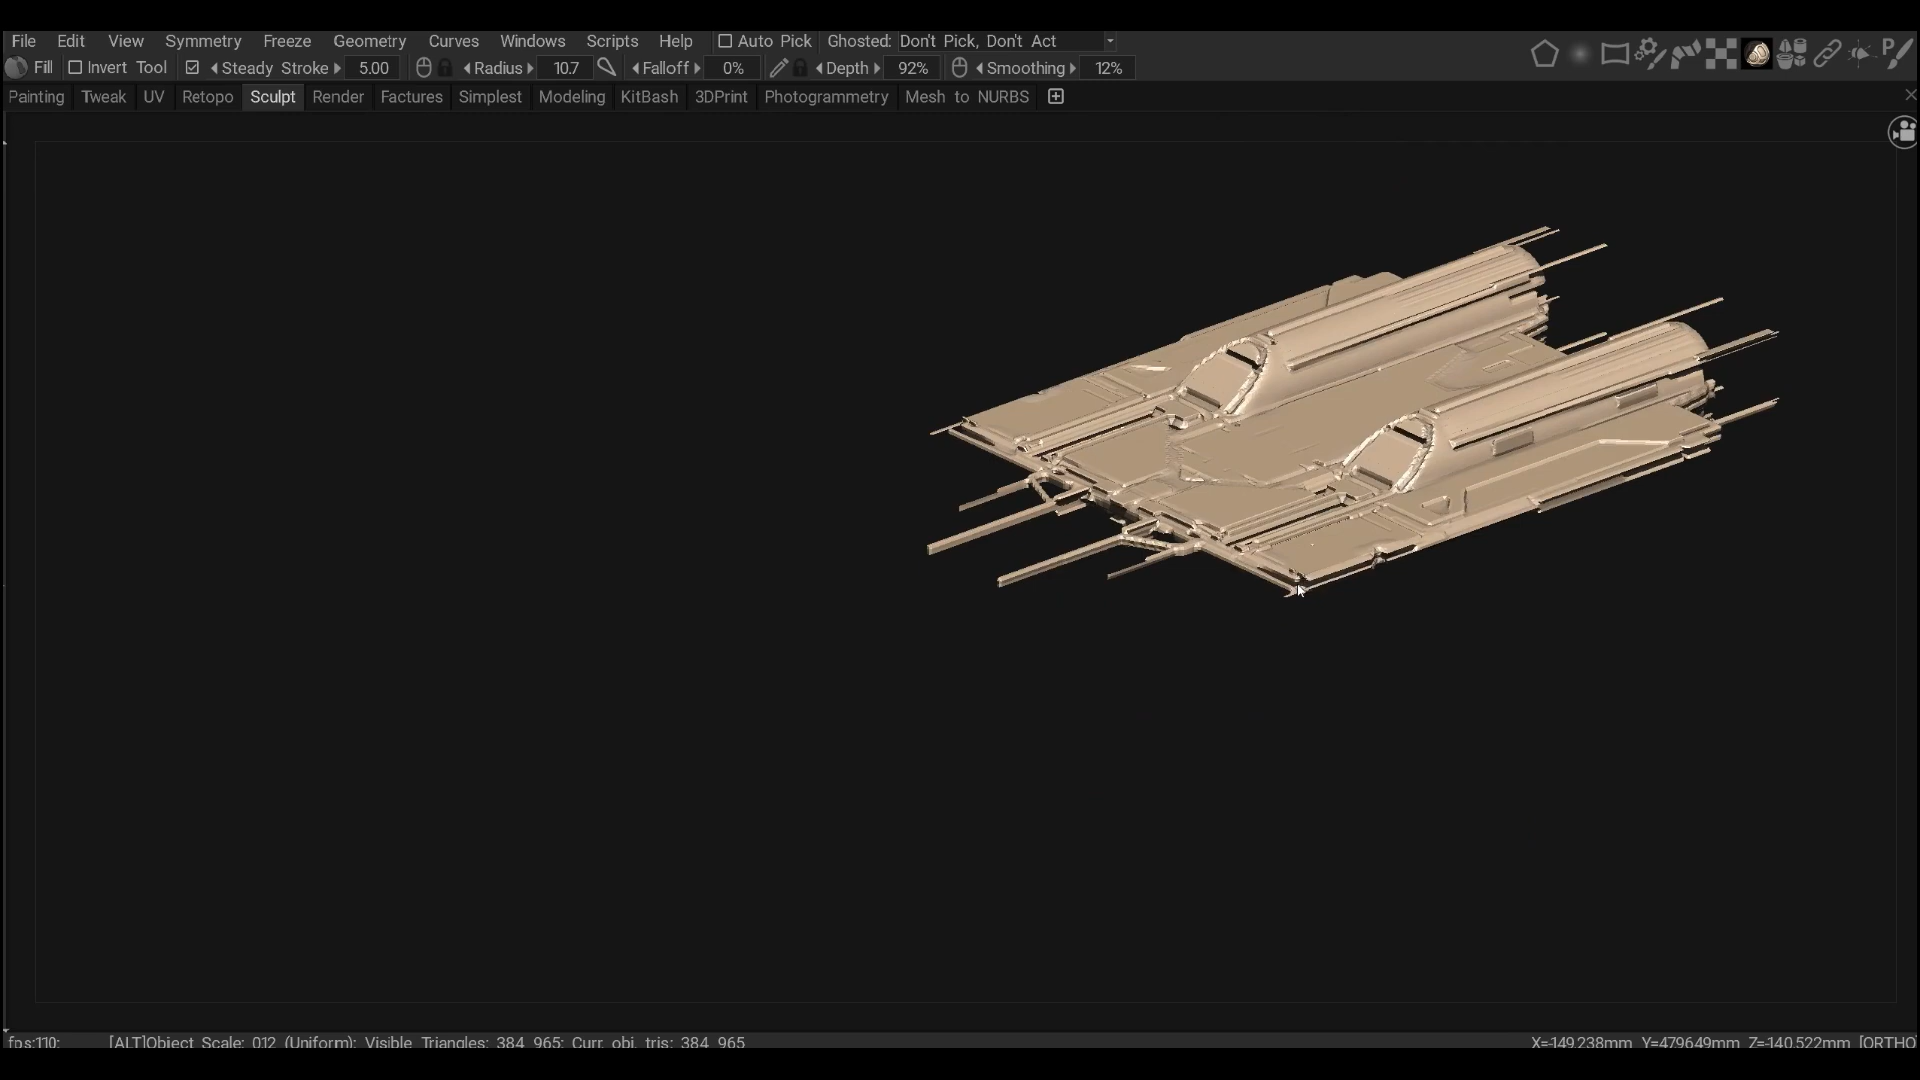 File Edit View Symmetry Freeze Geometry Curves Windows Scripts Help Auto Pick Ghosted: Don't Pick, Don't Act
Fill Invert Tool Steady Stroke 5.00 Radius 10.7 Falloff 0% Depth 92% Smoothing 12%
Painting Tweak UV Retopo Sculpt Render Factures Simplest Modeling KitBash 3DPrint Photogrammetry Mesh to NURBS
fps:110; [ALT]Object Scale: 012 (Uniform); Visible Triangles: 384 965; Curr. obj. tris: 384 965 X=-149.238mm Y=479.649mm Z=-140.522mm [ORTHO